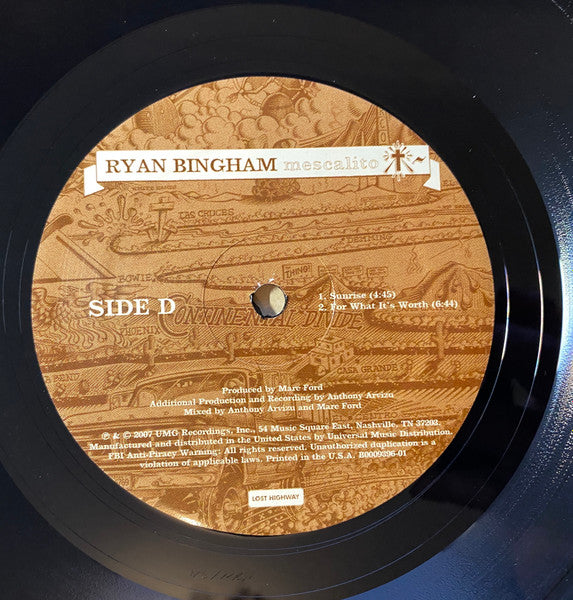 RYAN BINGHAM mescalito
LAS CRUCES
DEMING
BOWIE
THING!
SIDE D
1. Sunrise (4:45)
2. For What It's Worth (6:44)
CONTINENTAL DIVIDE
CASA GRANDE
Produced by Marc Ford
Additional Production and Recording by Anthony Arvizu
Mixed by Anthony Arvizu and Marc Ford
℗ & © 2007 UMG Recordings, Inc., 54 Music Square East, Nashville, TN 37203.
Manufactured and distributed in the United States by Universal Music Distribution.
FBI Anti-Piracy Warning: All rights reserved. Unauthorized duplication is a
violation of applicable laws. Printed in the U.S.A. B0009396-01
LOST HIGHWAY